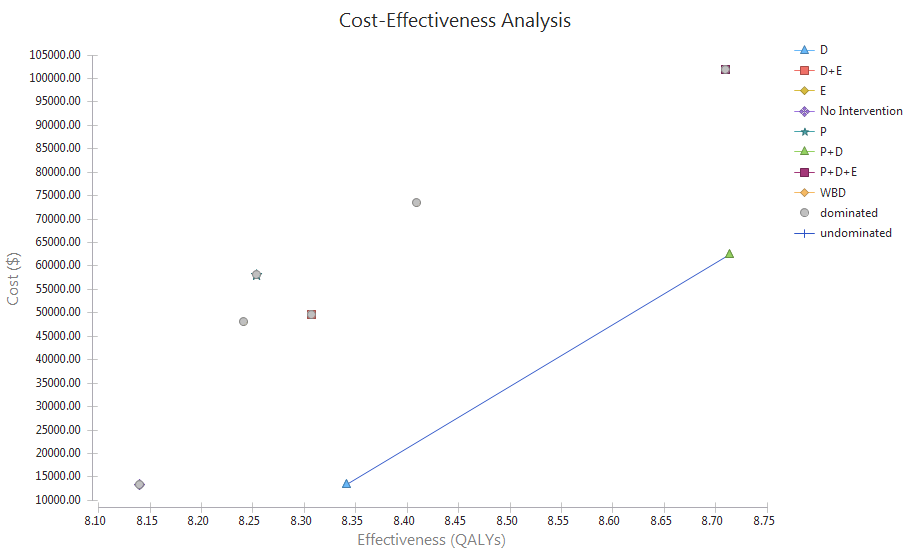 Cost-Effectiveness Analysis
105000.00
100000.00
95000.00
90000.00
85000.00
80000.00
75000.00
70000.00
65000.00
60000.00
55000.00
50000.00
45000.00
40000.00
35000.00
30000.00
25000.00
20000.00
15000.00
10000.00
Cost ($)
8.10 8.15 8.20 8.25 8.30 8.35 8.40 8.45 8.50 8.55 8.60 8.65 8.70 8.75
Effectiveness (QALYs)
D
D+E
E
No Intervention
P
P+D
P+D+E
WBD
dominated
undominated